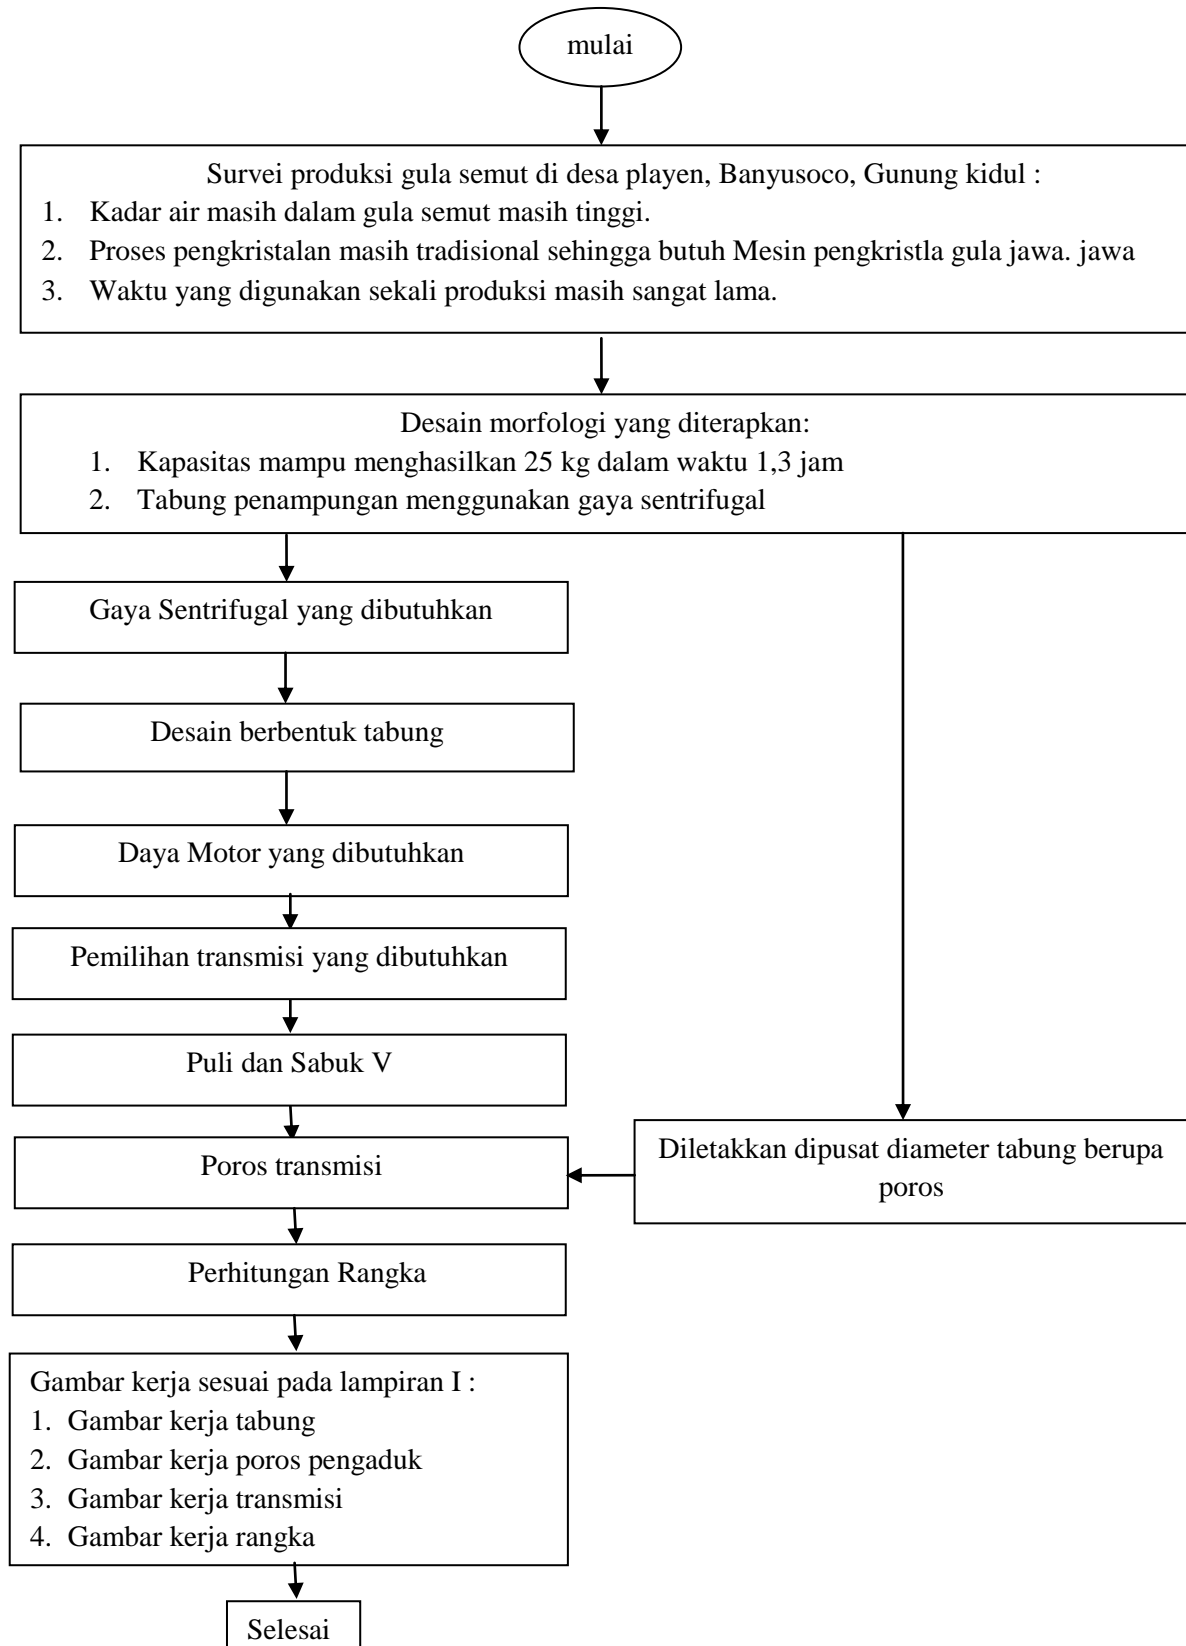 mulai
Survei produksi gula semut di desa playen, Banyusoco, Gunung kidul :
1. Kadar air masih dalam gula semut masih tinggi.
2. Proses pengkristalan masih tradisional sehingga butuh Mesin pengkristla gula jawa. jawa
3. Waktu yang digunakan sekali produksi masih sangat lama.
Desain morfologi yang diterapkan:
1. Kapasitas mampu menghasilkan 25 kg dalam waktu 1,3 jam
2. Tabung penampungan menggunakan gaya sentrifugal
Gaya Sentrifugal yang dibutuhkan
Desain berbentuk tabung
Daya Motor yang dibutuhkan
Pemilihan transmisi yang dibutuhkan
Puli dan Sabuk V
Poros transmisi
Diletakkan dipusat diameter tabung berupa
poros
Perhitungan Rangka
Gambar kerja sesuai pada lampiran I :
1. Gambar kerja tabung
2. Gambar kerja poros pengaduk
3. Gambar kerja transmisi
4. Gambar kerja rangka
Selesai